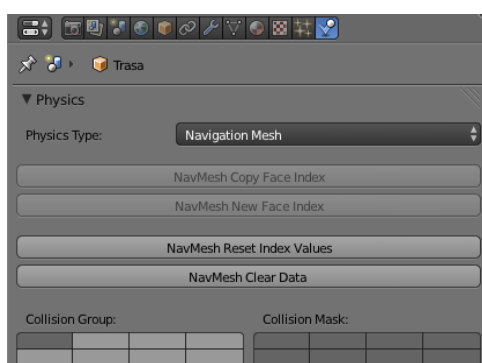 Trasa
Physics
Physics Type: Navigation Mesh
NavMesh Copy Face Index
NavMesh New Face Index
NavMesh Reset Index Values
NavMesh Clear Data
Collision Group: Collision Mask: